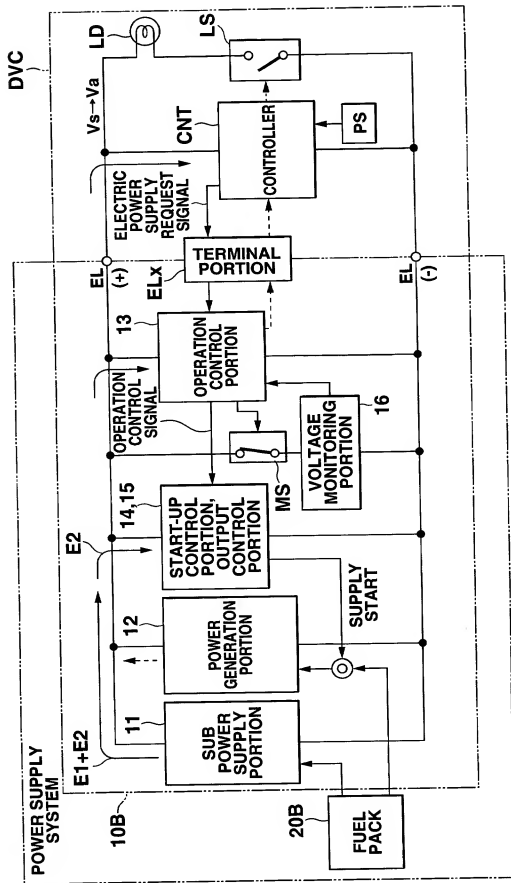 POWER SUPPLY
SYSTEM
DVC
10B
E1+E2
E2
11
SUB
POWER
SUPPLY
PORTION
12
POWER
GENERATION
PORTION
14,15
START-UP
CONTROL
PORTION,
OUTPUT
CONTROL
PORTION
OPERATION
CONTROL
SIGNAL
13
OPERATION
CONTROL
PORTION
MS
VOLTAGE
MONITORING
PORTION
16
SUPPLY
START
20B
FUEL
PACK
EL
(+)
ELx
TERMINAL
PORTION
EL
(-)
ELECTRIC
POWER
SUPPLY
REQUEST
SIGNAL
Vs→Va
CNT
CONTROLLER
PS
LD
LS